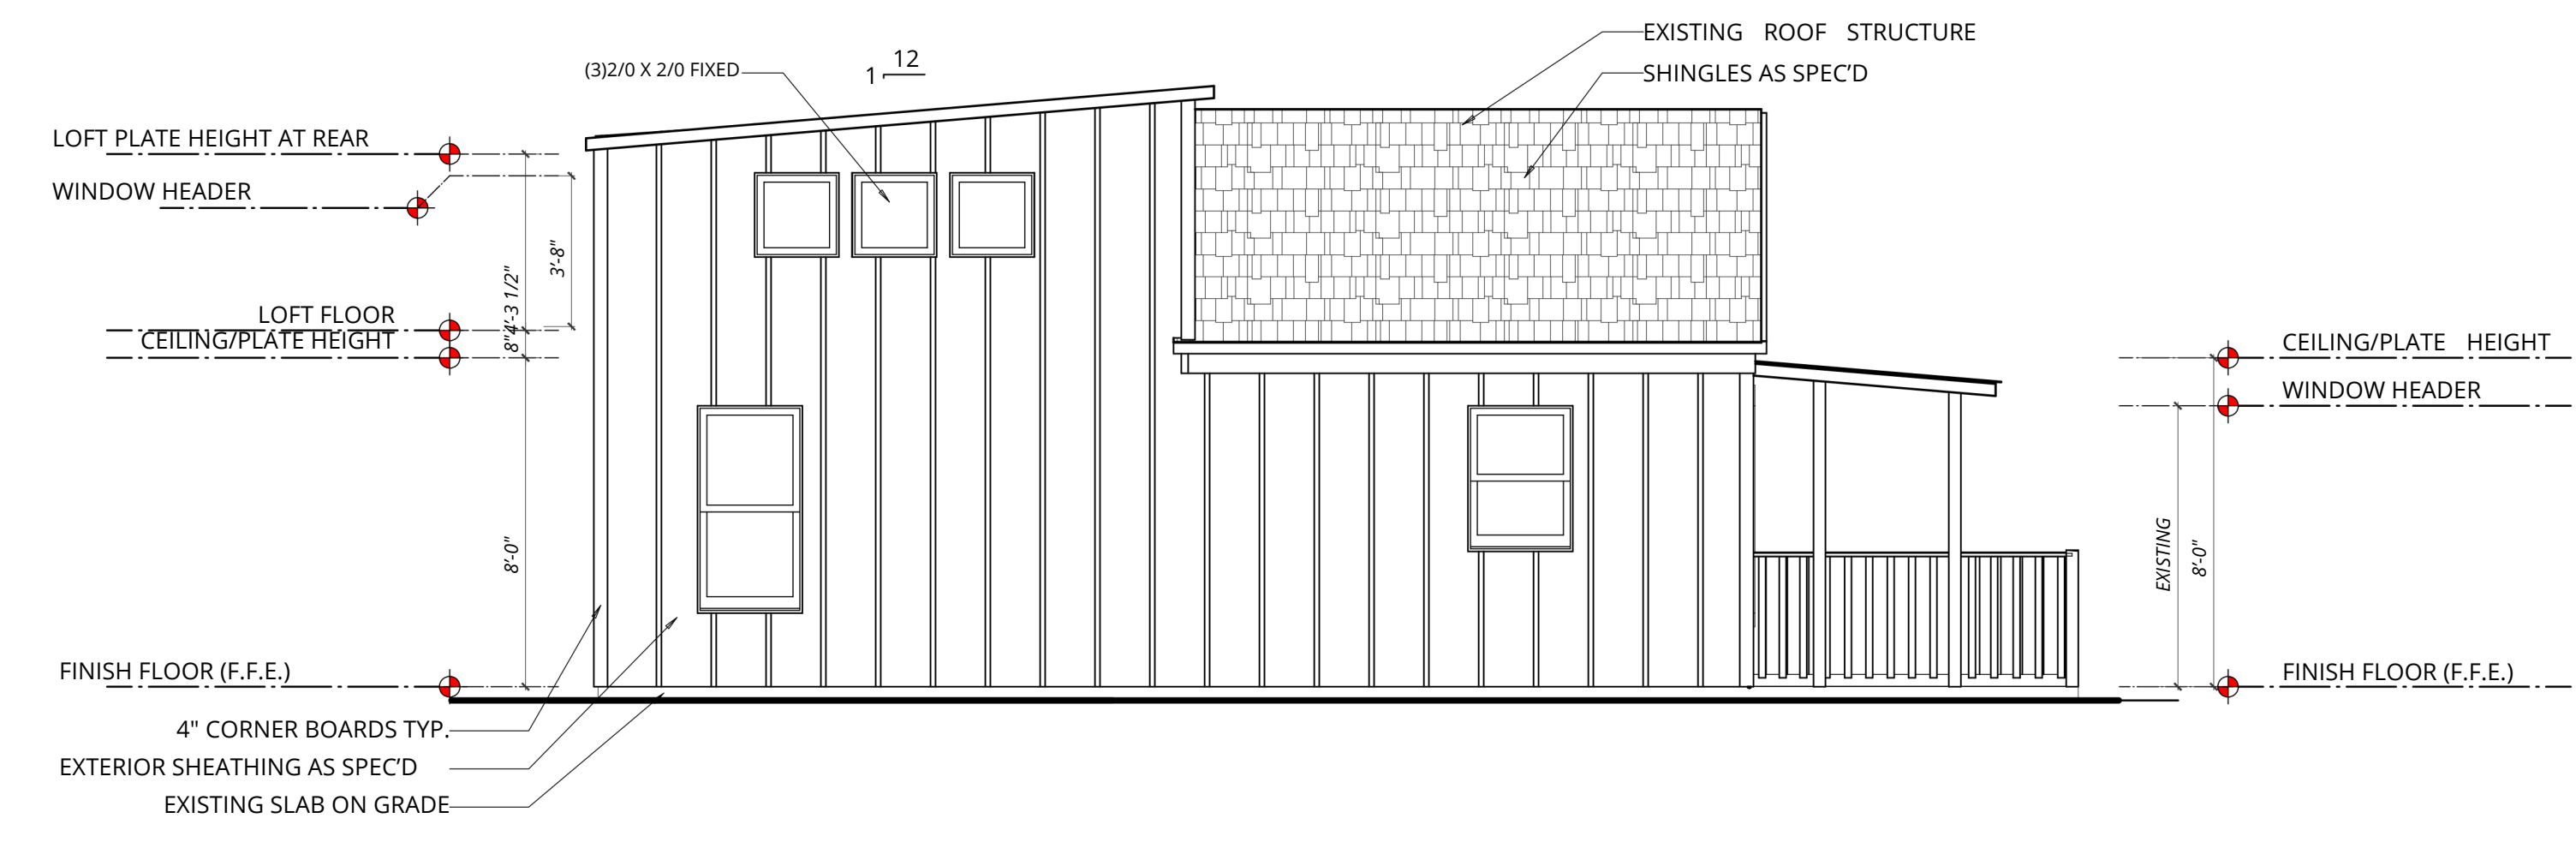 EXISTING ROOF STRUCTURE
12
(3)2/0 X 2/0 FIXED
1
SHINGLES AS SPEC'D
LOFT PLATE HEIGHT AT REAR
WINDOW HEADER
3'-8"
4'-3 1/2"
LOFT FLOOR
8"
CEILING/PLATE HEIGHT
CEILING/PLATE HEIGHT
WINDOW HEADER
8'-0"
EXISTING
8'-0"
FINISH FLOOR (F.F.E.)
FINISH FLOOR (F.F.E.)
4" CORNER BOARDS TYP.
EXTERIOR SHEATHING AS SPEC'D
EXISTING SLAB ON GRADE